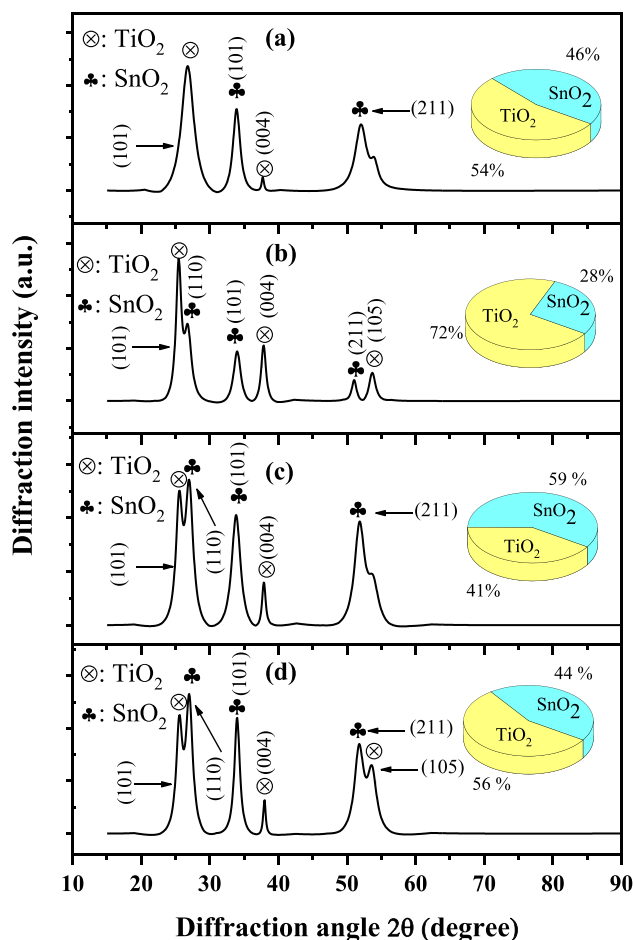 Diffraction intensity (a.u.)
⊗: TiO₂
♣: SnO₂
(a)
(101)
(101)
(004)
(211)
46%
SnO2
TiO₂
54%
⊗: TiO₂
♣: SnO₂
(b)
(101)
(110)
(101)
(004)
(211)
(105)
28%
SnO2
TiO₂
72%
⊗: TiO₂
♣: SnO₂
(c)
(101)
(110)
(101)
(004)
(211)
59 %
SnO2
TiO₂
41%
⊗: TiO₂
♣: SnO₂
(d)
(101)
(110)
(101)
(004)
(211)
(105)
44 %
SnO2
TiO₂
56 %
10 20 30 40 50 60 70 80 90
Diffraction angle 2θ (degree)